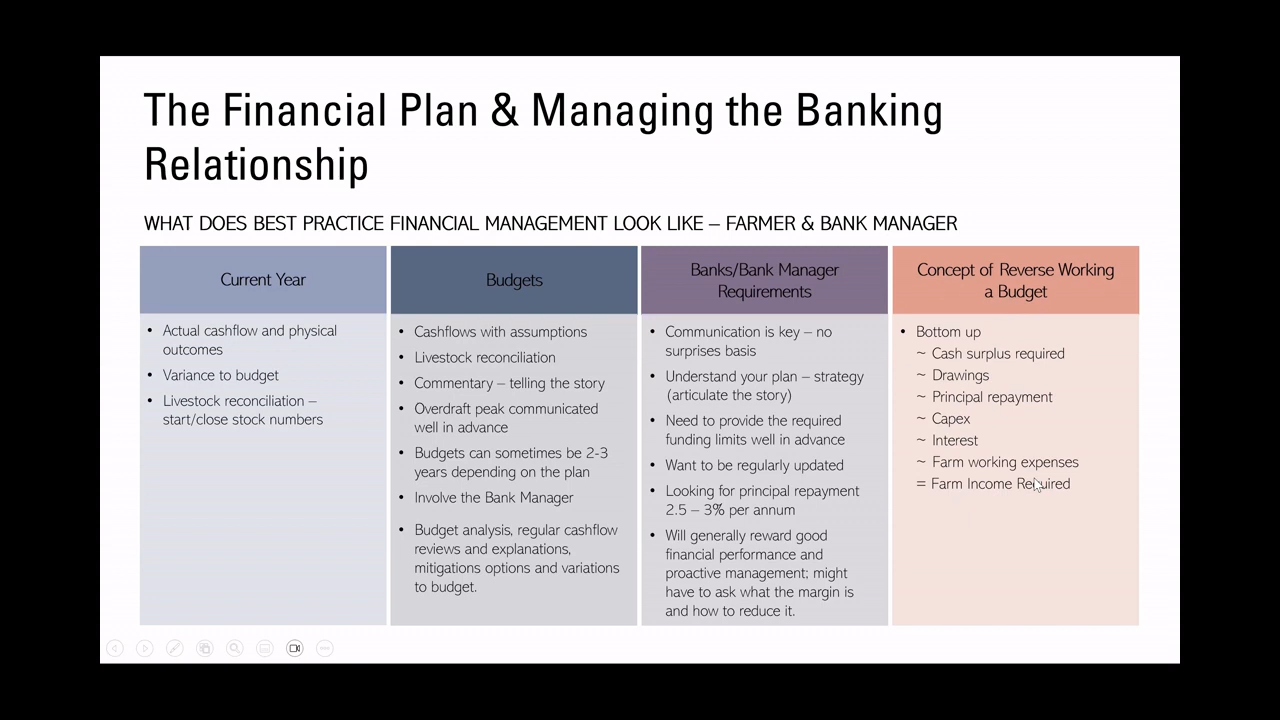 The Financial Plan & Managing the Banking
Relationship
WHAT DOES BEST PRACTICE FINANCIAL MANAGEMENT LOOK LIKE – FARMER & BANK MANAGER
Current Year
• Actual cashflow and physical
outcomes
• Variance to budget
• Livestock reconciliation –
start/close stock numbers
Budgets
• Cashflows with assumptions
• Livestock reconciliation
• Commentary – telling the story
• Overdraft peak communicated
well in advance
• Budgets can sometimes be 2-3
years depending on the plan
• Involve the Bank Manager
• Budget analysis, regular cashflow
reviews and explanations,
mitigations options and variations
to budget.
Banks/Bank Manager
Requirements
• Communication is key – no
surprises basis
• Understand your plan – strategy
(articulate the story)
• Need to provide the required
funding limits well in advance
• Want to be regularly updated
• Looking for principal repayment
2.5 – 3% per annum
• Will generally reward good
financial performance and
proactive management; might
have to ask what the margin is
and how to reduce it.
Concept of Reverse Working
a Budget
• Bottom up
~ Cash surplus required
~ Drawings
~ Principal repayment
~ Capex
~ Interest
~ Farm working expenses
= Farm Income Required